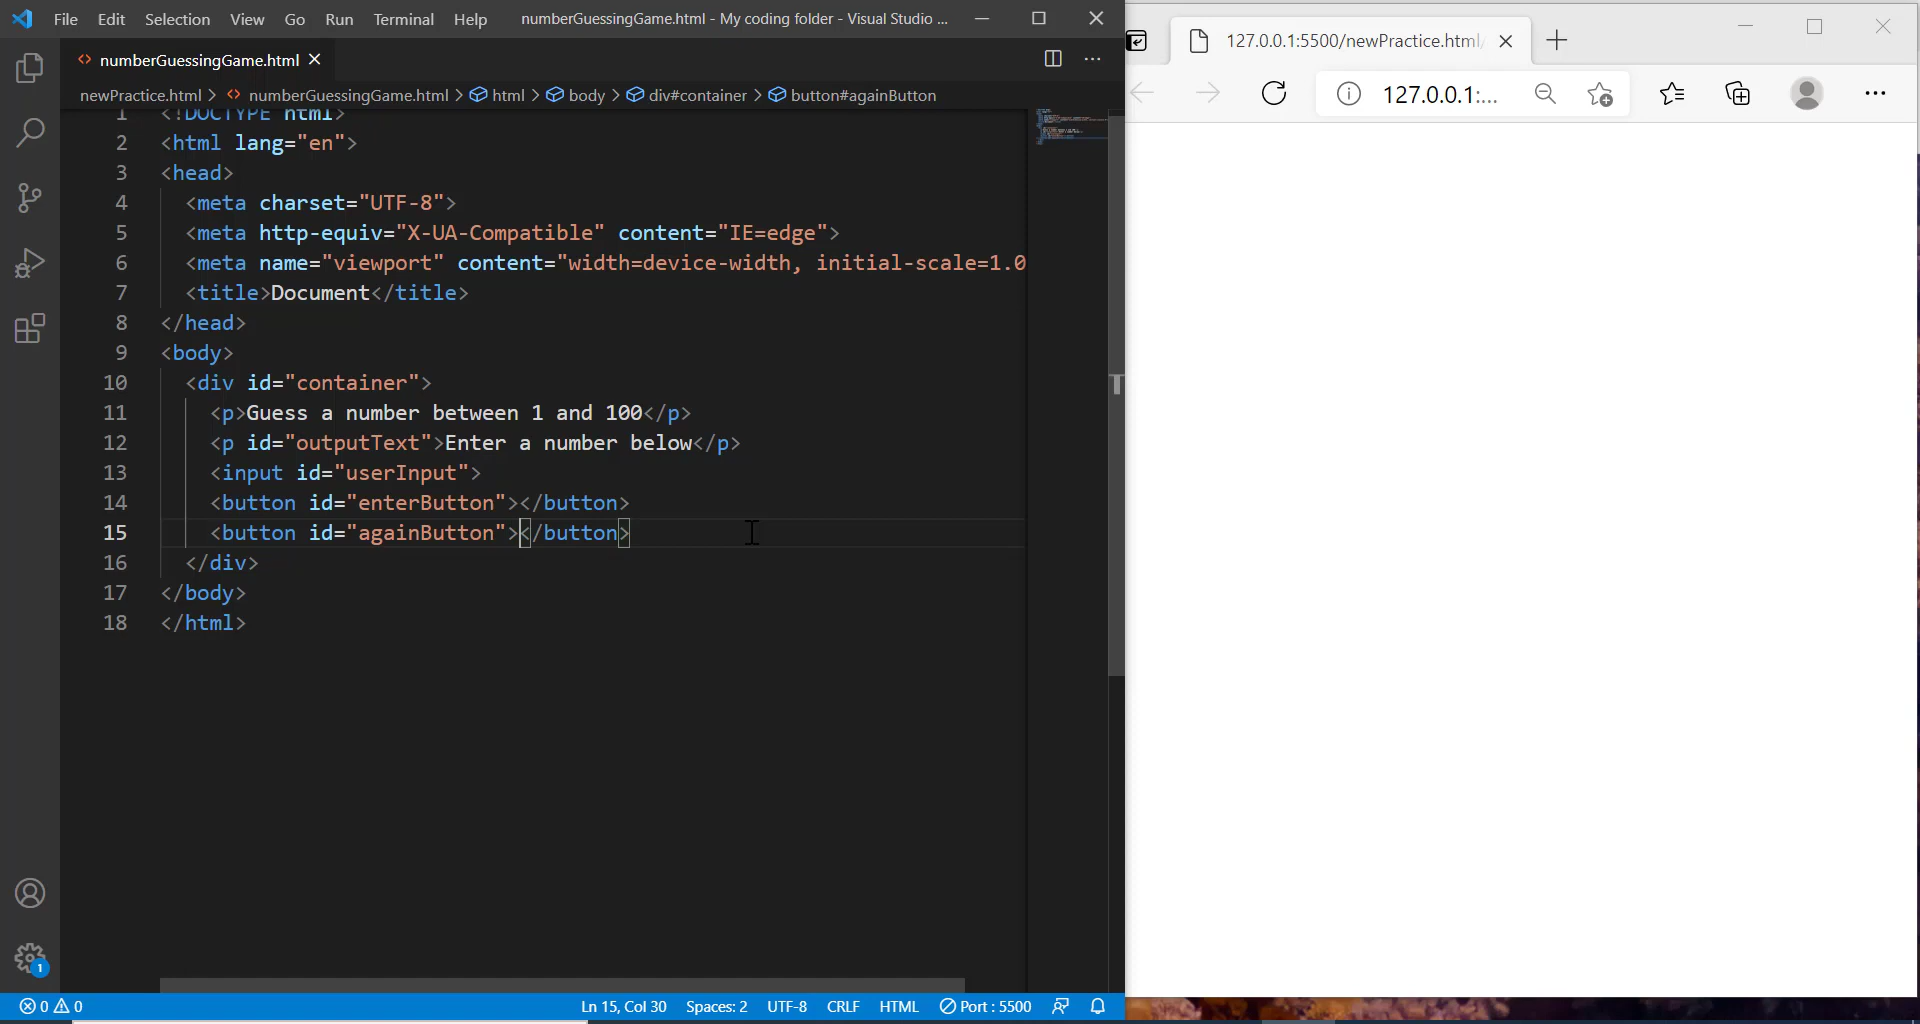 File Edit Selection View Go Run Terminal Help numberGuessingGame.html - My coding folder - Visual Studio ...
numberGuessingGame.html
newPractice.html > numberGuessingGame.html > html > body > div#container > button#againButton
1 <!DOCTYPE html>
2 <html lang="en">
3 <head>
4 <meta charset="UTF-8">
5 <meta http-equiv="X-UA-Compatible" content="IE=edge">
6 <meta name="viewport" content="width=device-width, initial-scale=1.0
7 <title>Document</title>
8 </head>
9 <body>
10 <div id="container">
11 <p>Guess a number between 1 and 100</p>
12 <p id="outputText">Enter a number below</p>
13 <input id="userInput">
14 <button id="enterButton"></button>
15 <button id="againButton"></button>
16 </div>
17 </body>
18 </html>
1
0 0 Ln 15, Col 30 Spaces: 2 UTF-8 CRLF HTML Port : 5500
127.0.0.1:5500/newPractice.html/
127.0.0.1:...